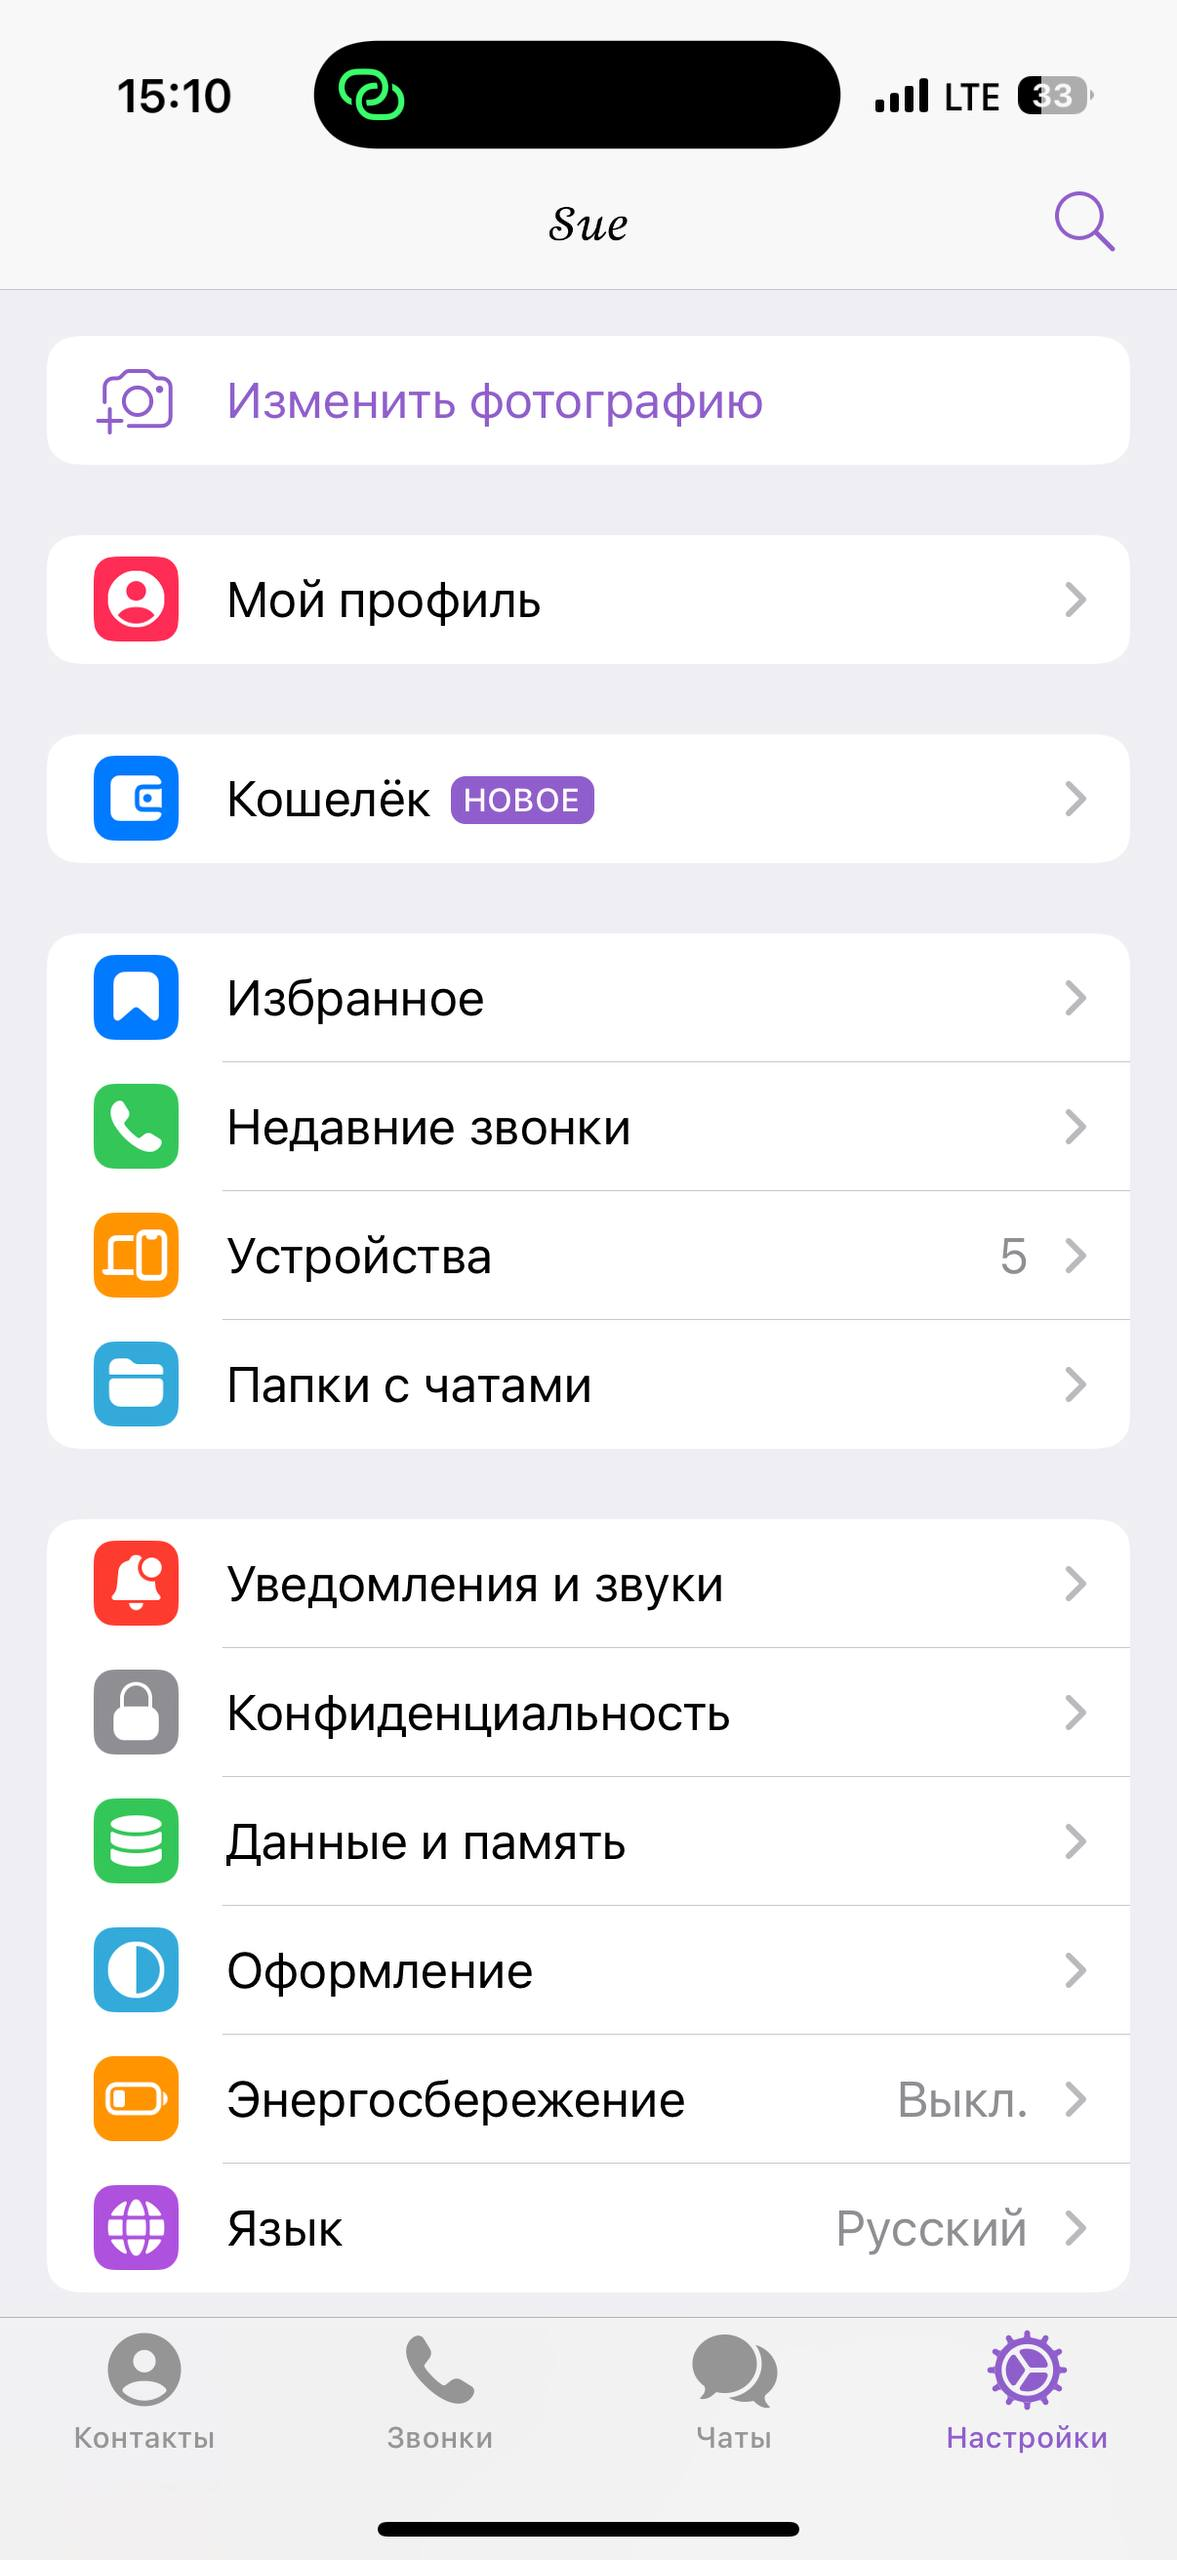 15:10
LTE 33
Sue
Изменить фотографию
Мой профиль
Кошелёк НОВОЕ
Избранное
Недавние звонки
Устройства 5
Папки с чатами
Уведомления и звуки
Конфиденциальность
Данные и память
Оформление
Энергосбережение Выкл.
Язык Русский
Контакты Звонки Чаты Настройки